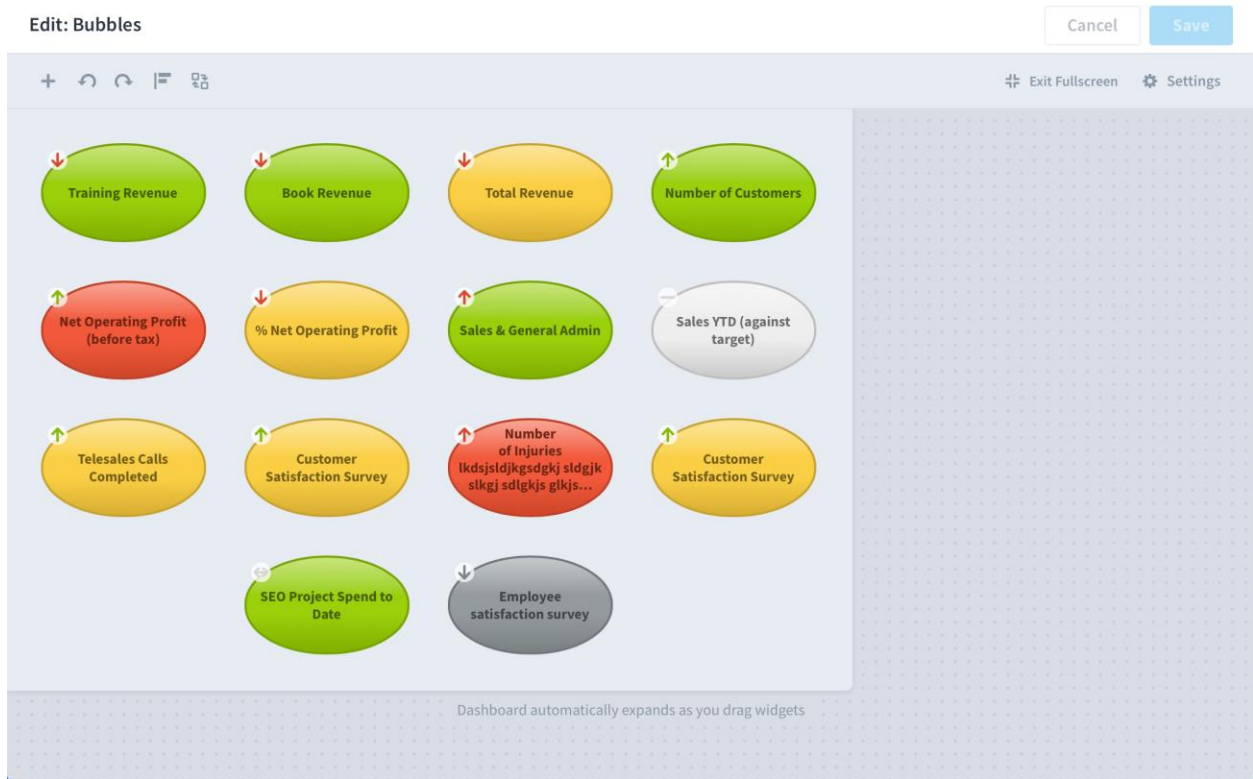 Edit: Bubbles
Cancel
Save
Exit Fullscreen
Settings
Training Revenue
Book Revenue
Total Revenue
Number of Customers
Net Operating Profit
(before tax)
% Net Operating Profit
Sales & General Admin
Sales YTD (against
target)
Telesales Calls
Completed
Customer
Satisfaction Survey
Number
of Injuries
lkdsjsldjkgsdgkj sldgjk
slkgj sdlgkjs glkjs...
Customer
Satisfaction Survey
SEO Project Spend to
Date
Employee
satisfaction survey
Dashboard automatically expands as you drag widgets